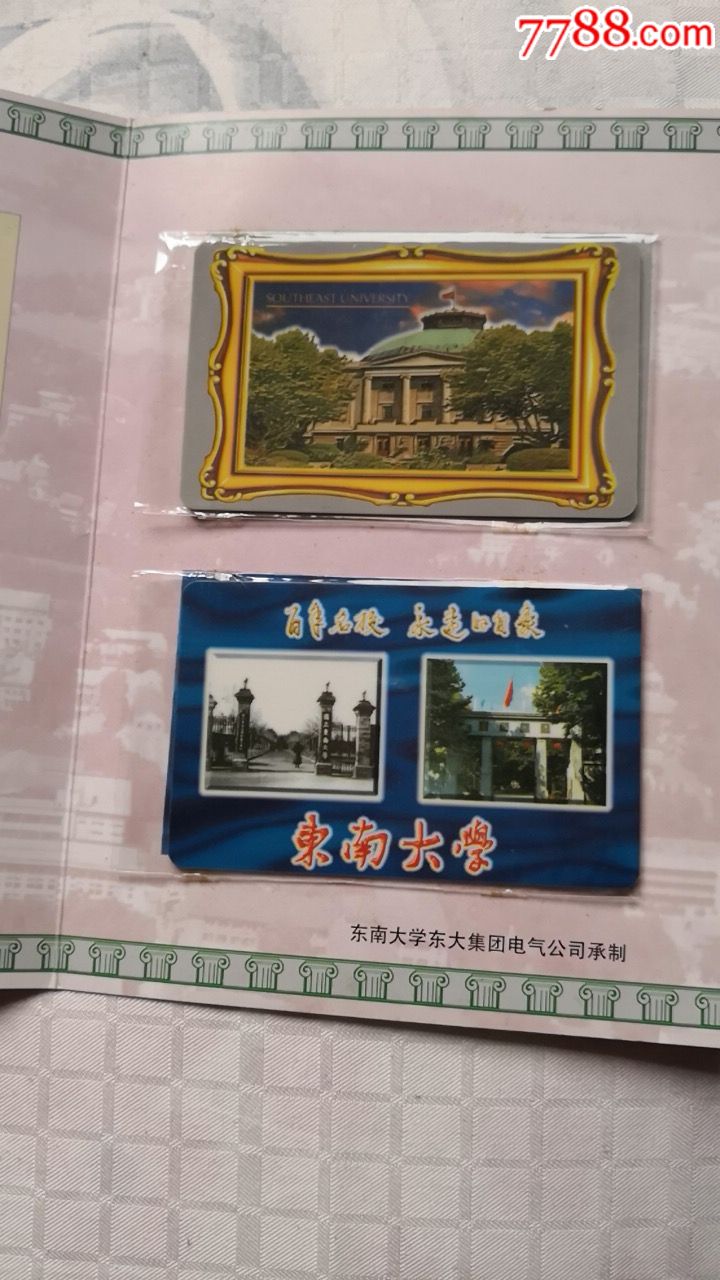 7788.com
SOUTHEAST UNIVERSITY
百年名校 永远的自豪
東南大學
东南大学东大集团电气公司承制